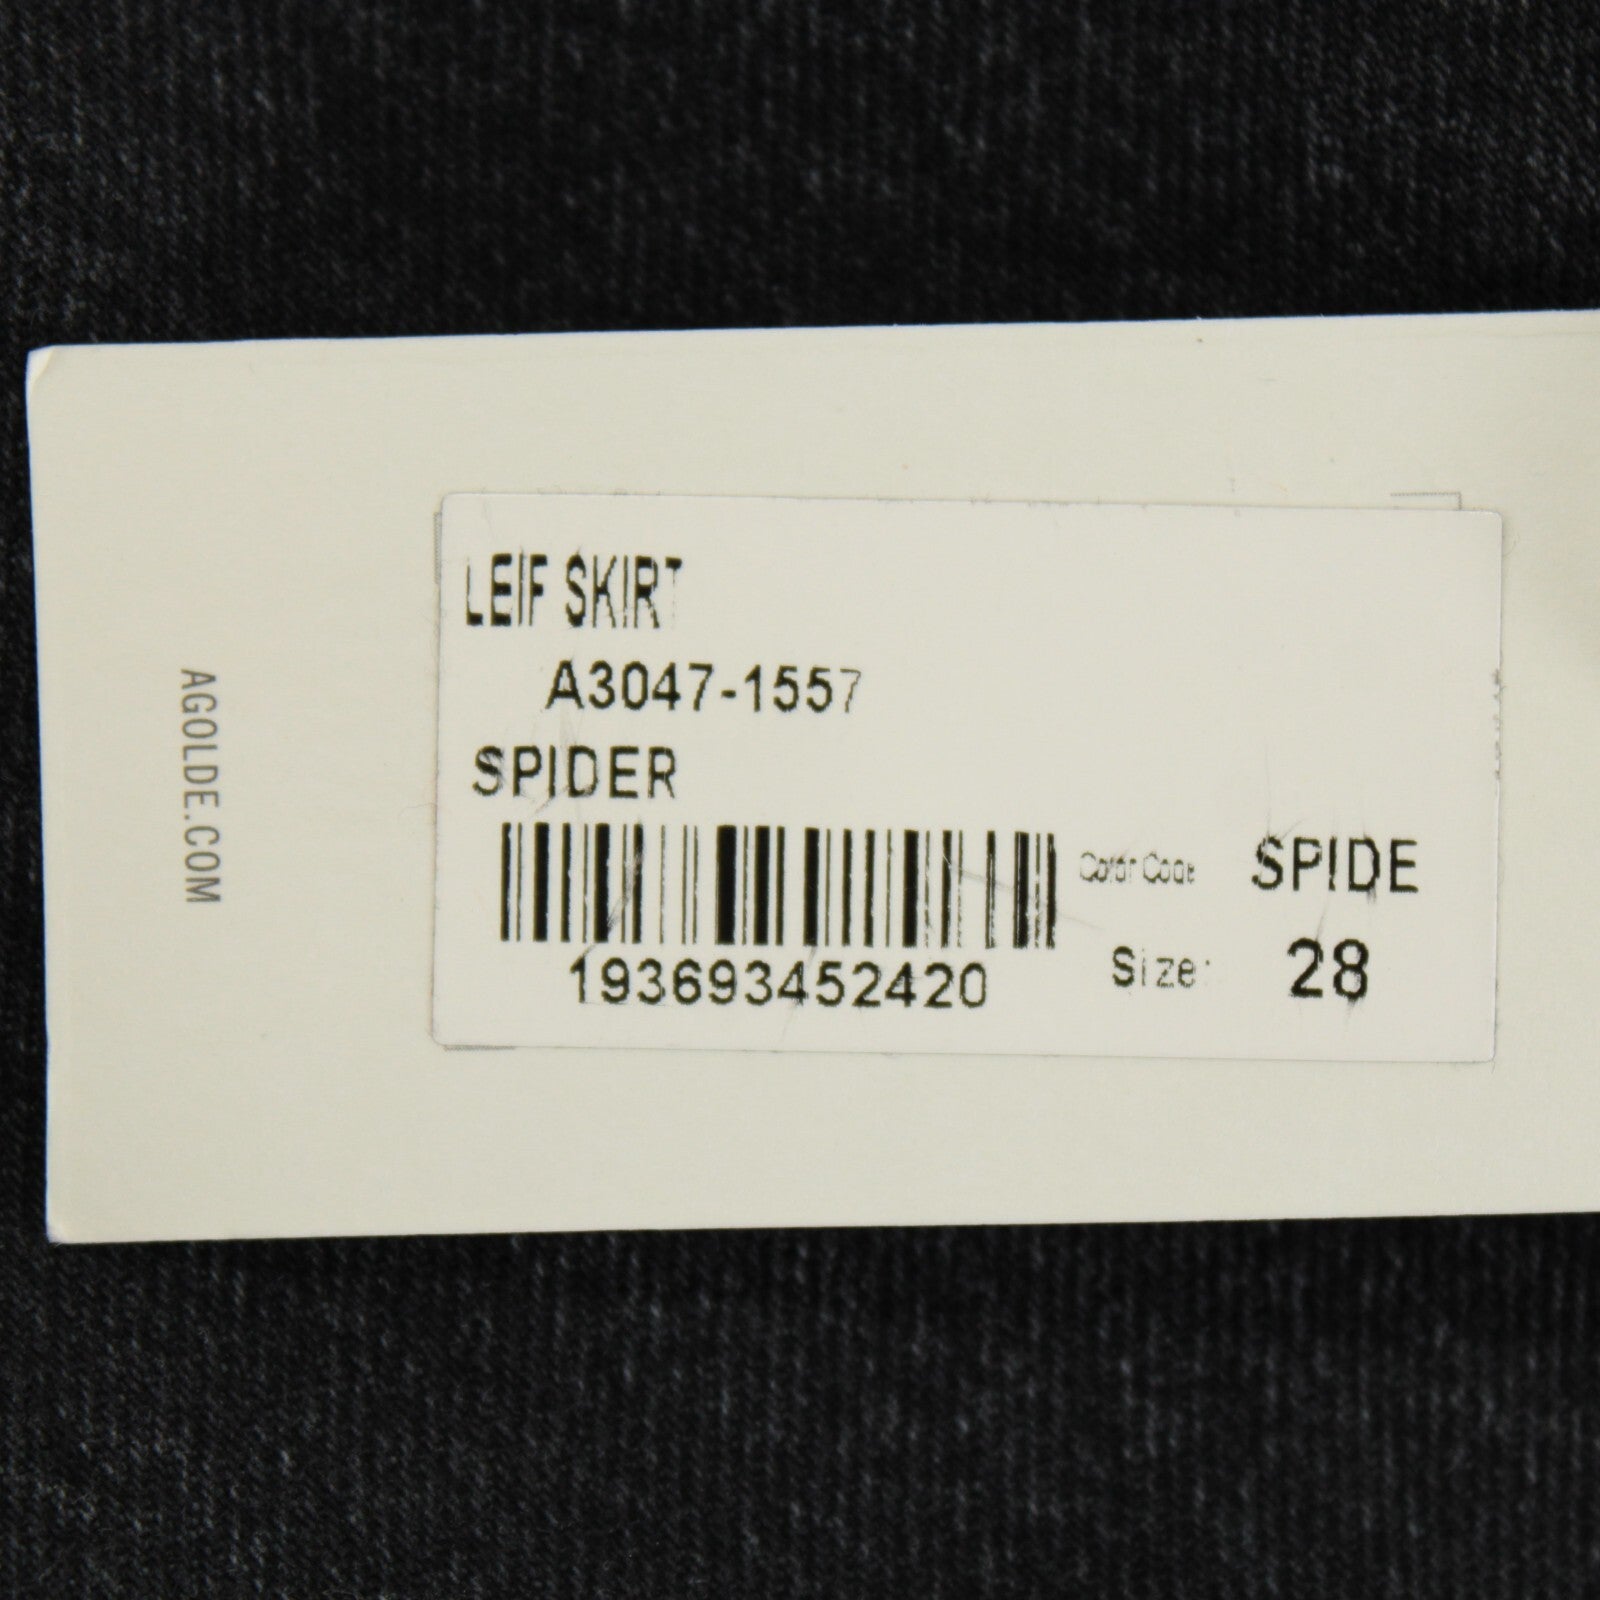 AGOLDE.COM
LEIF SKIRT
A3047-1557
SPIDER
193693452420
Color Code SPIDE
Size: 28